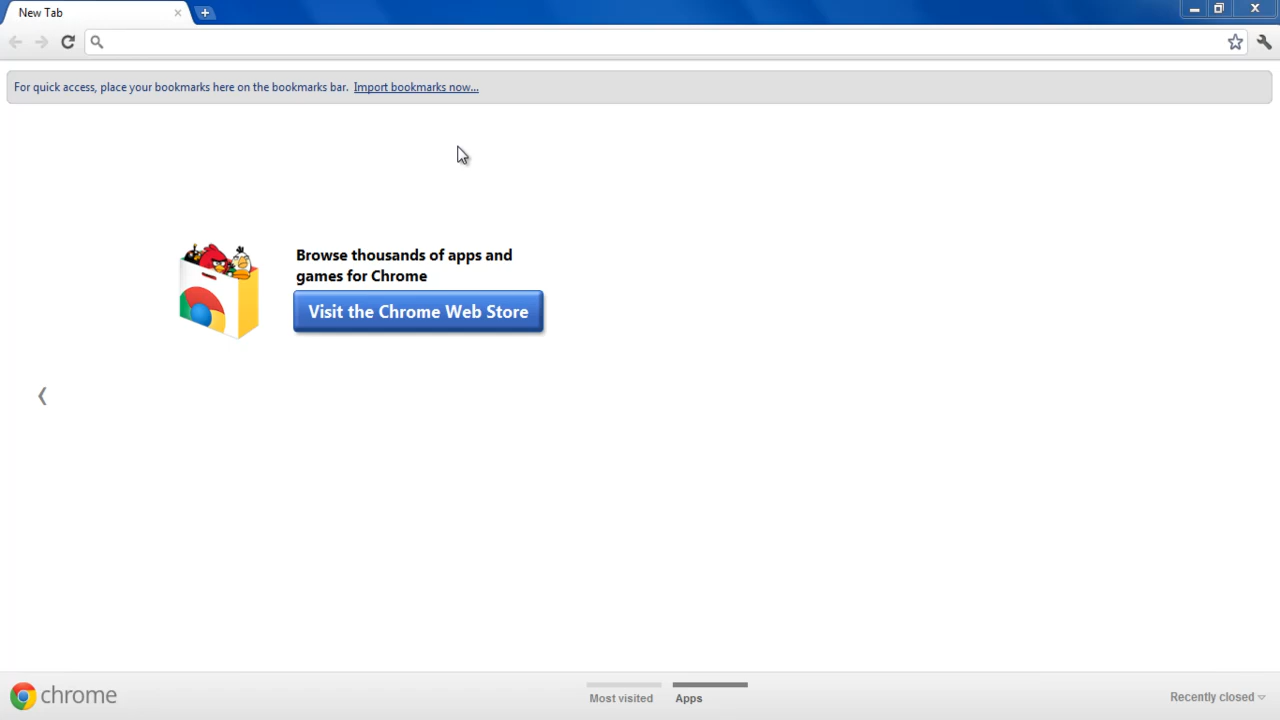 New Tab
For quick access, place your bookmarks here on the bookmarks bar. Import bookmarks now...
Browse thousands of apps and
games for Chrome
Visit the Chrome Web Store
chrome
Most visited
Apps
Recently closed